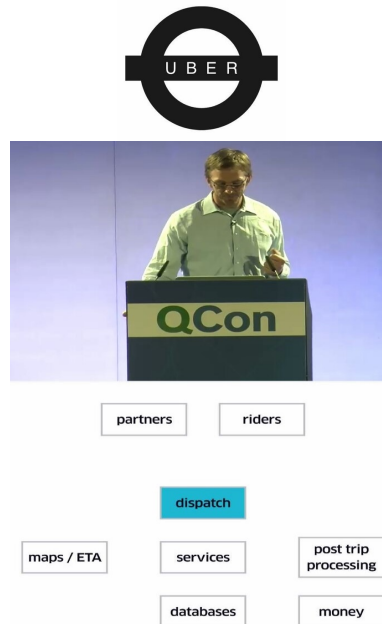 UBER
QCon
partners
riders
dispatch
maps / ETA
services
post trip
processing
databases
money